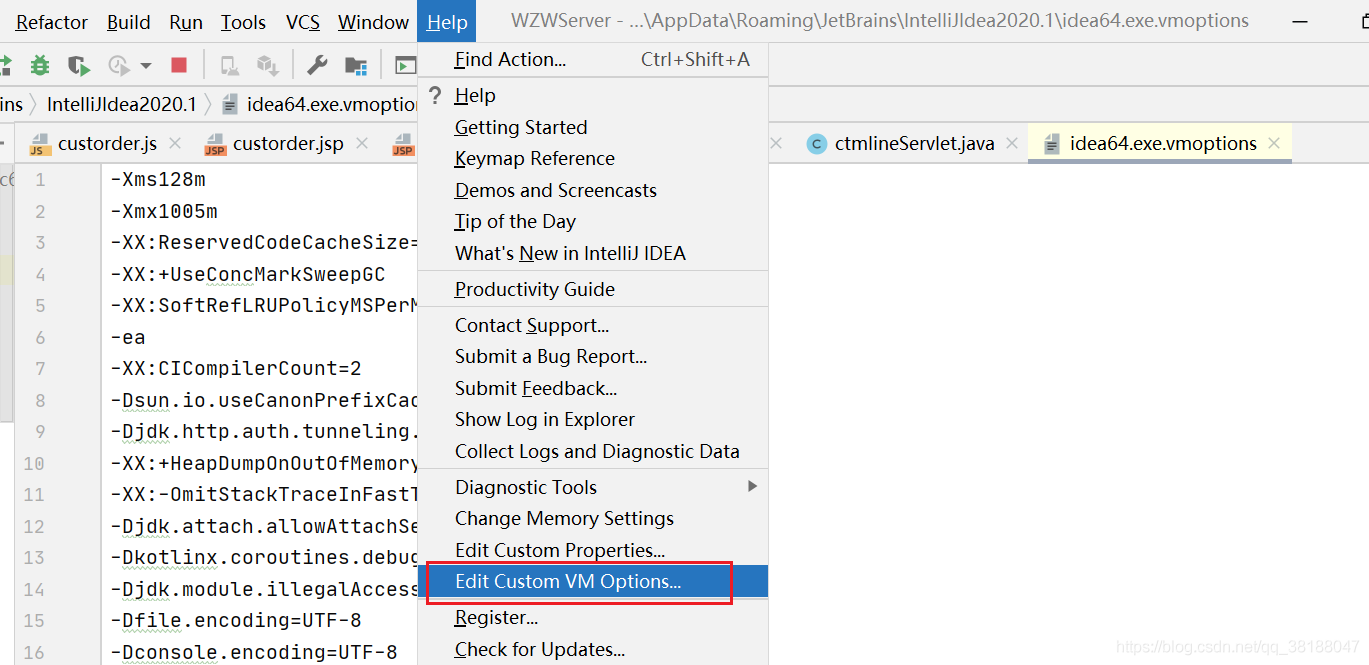 Refactor Build Run Tools VCS Window Help WZWServer - ...\AppData\Roaming\JetBrains\IntelliJIdea2020.1\idea64.exe.vmoptions
Find Action... Ctrl+Shift+A
ins IntelliJIdea2020.1 idea64.exe.vmoption
? Help
Getting Started
JS custorder.js JSP custorder.jsp JSP C ctmlineServlet.java idea64.exe.vmoptions
Keymap Reference
Demos and Screencasts
Tip of the Day
What's New in IntelliJ IDEA
Productivity Guide
Contact Support...
Submit a Bug Report...
Submit Feedback...
Show Log in Explorer
Collect Logs and Diagnostic Data
Diagnostic Tools
Change Memory Settings
Edit Custom Properties...
Edit Custom VM Options...
Register...
Check for Updates...
1 -Xms128m
2 -Xmx1005m
3 -XX:ReservedCodeCacheSize=
4 -XX:+UseConcMarkSweepGC
5 -XX:SoftRefLRUPolicyMSPerM
6 -ea
7 -XX:CICompilerCount=2
8 -Dsun.io.useCanonPrefixCac
9 -Djdk.http.auth.tunneling.
10 -XX:+HeapDumpOnOutOfMemory
11 -XX:-OmitStackTraceInFastT
12 -Djdk.attach.allowAttachSe
13 -Dkotlinx.coroutines.debug
14 -Djdk.module.illegalAccess
15 -Dfile.encoding=UTF-8
16 -Dconsole.encoding=UTF-8
https://blog.csdn.net/qq_38188047